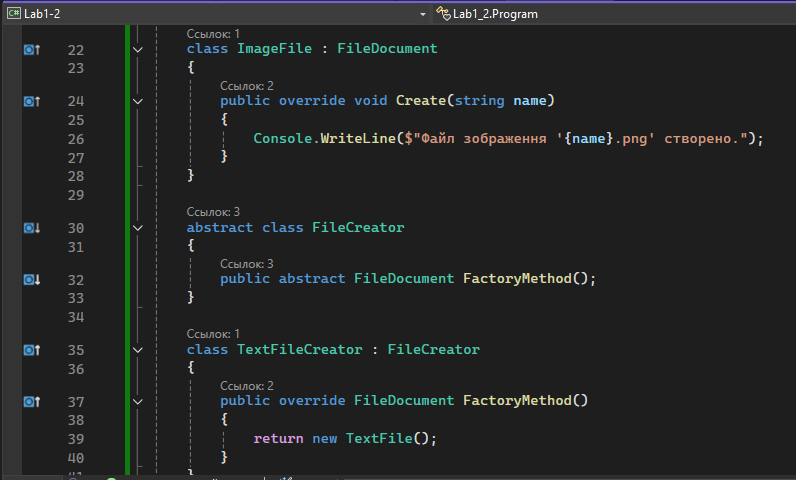 C# Lab1-2 Lab1_2.Program
Ссылок: 1
22 class ImageFile : FileDocument
23 {
Ссылок: 2
24 public override void Create(string name)
25 {
26 Console.WriteLine($"Файл зображення '{name}.png' створено.");
27 }
28 }
29
Ссылок: 3
30 abstract class FileCreator
31 {
Ссылок: 3
32 public abstract FileDocument FactoryMethod();
33 }
34
Ссылок: 1
35 class TextFileCreator : FileCreator
36 {
Ссылок: 2
37 public override FileDocument FactoryMethod()
38 {
39 return new TextFile();
40 }
41 }